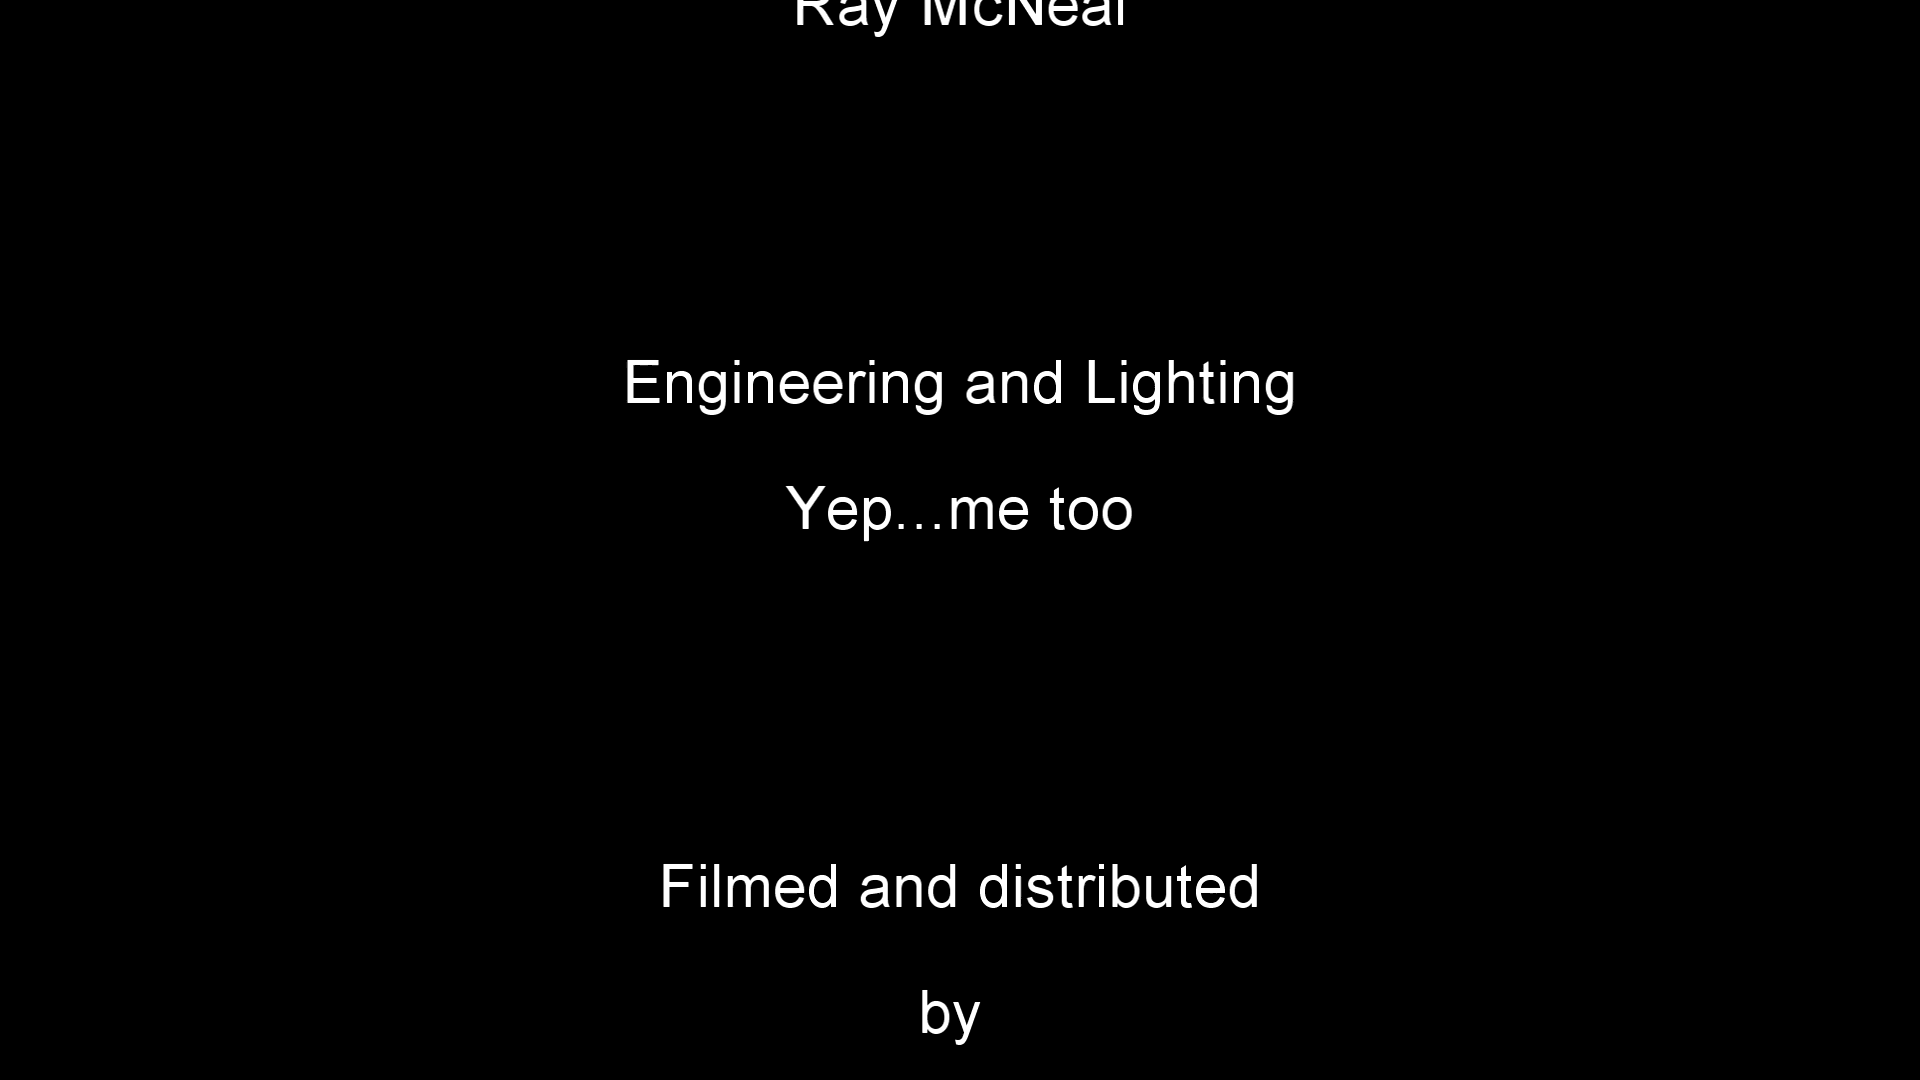 Ray McNeal
Engineering and Lighting
Yep...me too
Filmed and distributed
by